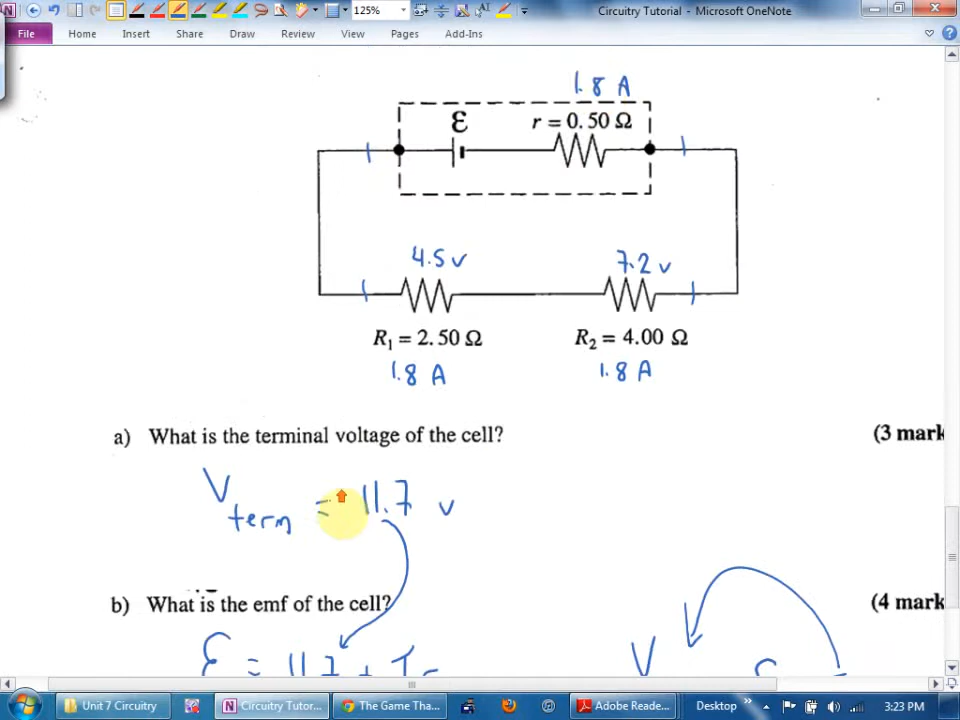 125%
Circuitry Tutorial - Microsoft OneNote
File Home Insert Share Draw Review View Pages Add-Ins
1.8 A
ε r = 0.50 Ω
4.5 v 7.2 v
R₁ = 2.50 Ω R₂ = 4.00 Ω
1.8 A 1.8 A
a) What is the terminal voltage of the cell? (3 mark
V term = 11.7 v
b) What is the emf of the cell? (4 mark
ε = 11.7 + I V
Unit 7 Circuitry Circuitry Tutor... The Game Tha... Adobe Reade... Desktop » 3:23 PM